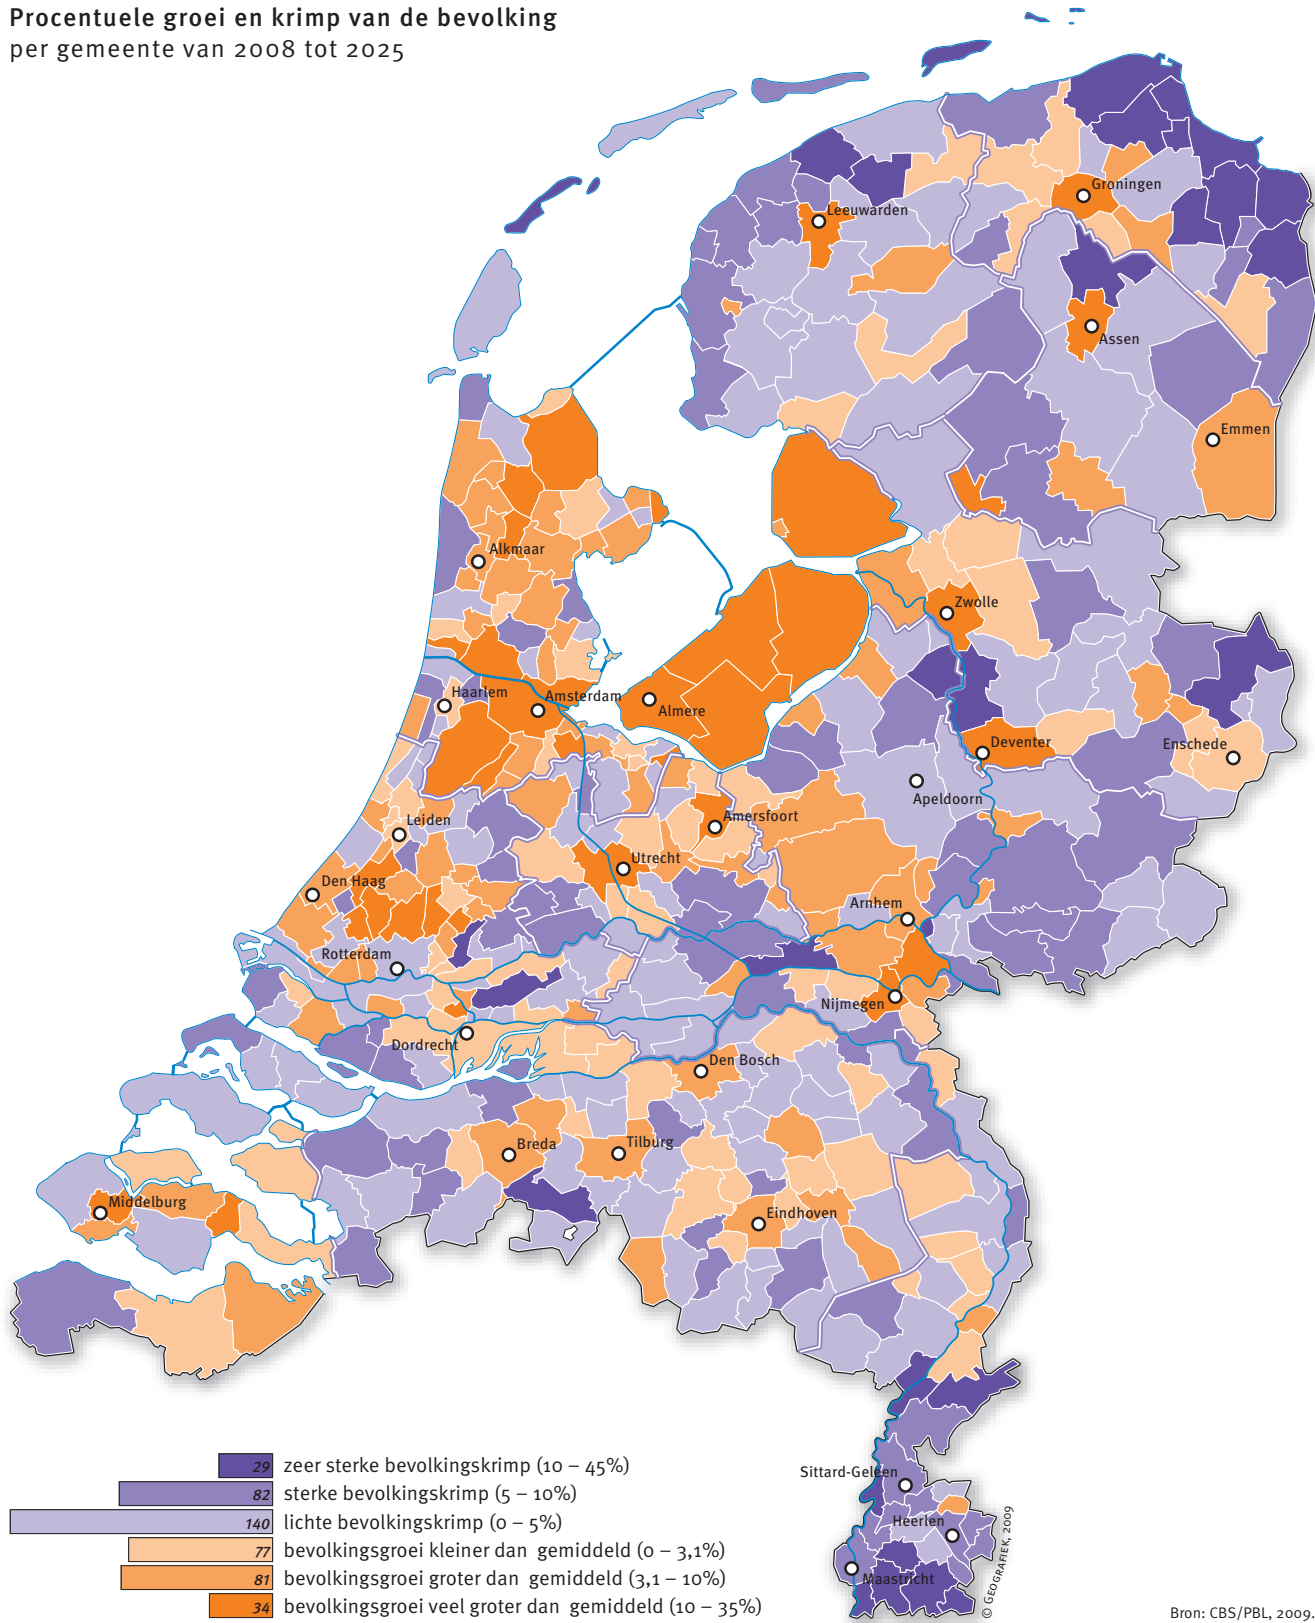 Procentuele groei en krimp van de bevolking
per gemeente van 2008 tot 2025
Groningen
Leeuwarden
Assen
Emmen
Alkmaar
Zwolle
Haarlem
Amsterdam
Almere
Deventer
Enschede
Apeldoorn
Leiden
Amersfoort
Utrecht
Den Haag
Arnhem
Rotterdam
Nijmegen
Dordrecht
Den Bosch
Breda
Tilburg
Middelburg
Eindhoven
Sittard-Geleen
Heerlen
Maastricht
29 zeer sterke bevolkingskrimp (10 – 45%)
82 sterke bevolkingskrimp (5 – 10%)
140 lichte bevolkingskrimp (0 – 5%)
77 bevolkingsgroei kleiner dan gemiddeld (0 – 3,1%)
81 bevolkingsgroei groter dan gemiddeld (3,1 – 10%)
34 bevolkingsgroei veel groter dan gemiddeld (10 – 35%)
© Geografiek, 2009
Bron: CBS/PBL, 2009